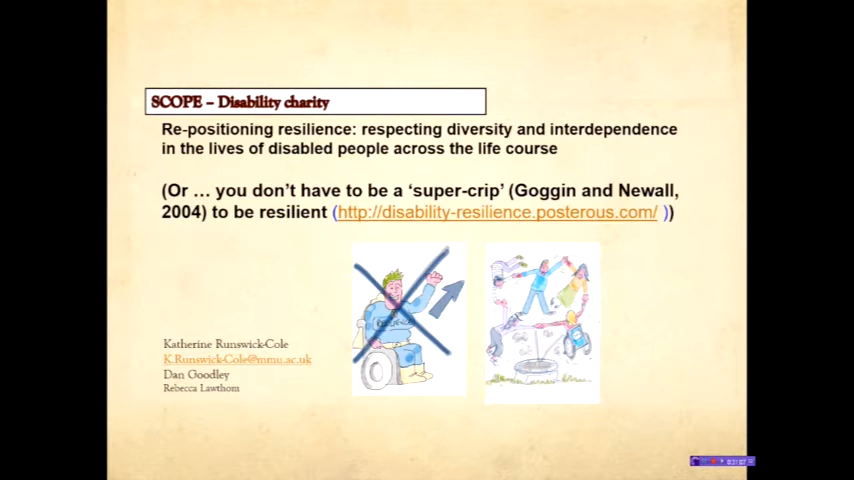 SCOPE – Disability charity
Re-positioning resilience: respecting diversity and interdependence
in the lives of disabled people across the life course
(Or … you don't have to be a 'super-crip' (Goggin and Newall,
2004) to be resilient (http://disability-resilience.posterous.com/ ))
Katherine Runswick-Cole
K.Runswick-Cole@mmu.ac.uk
Dan Goodley
Rebecca Lawthom